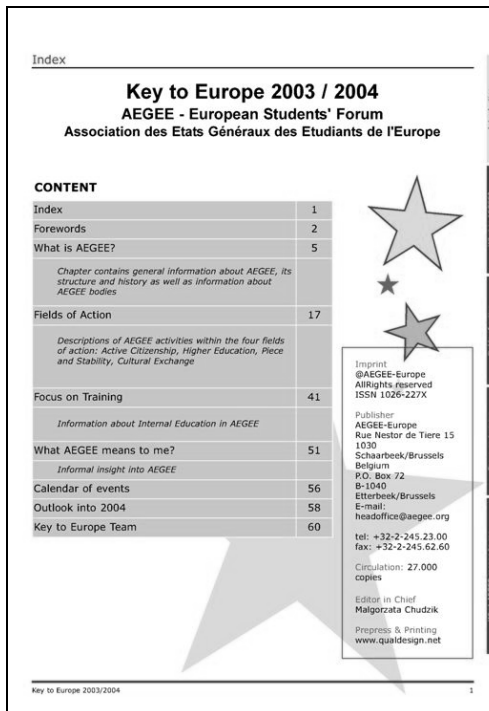 Index
Key to Europe 2003 / 2004
AEGEE - European Students' Forum
Association des Etats Généraux des Etudiants de l'Europe
CONTENT
Index 1
Forewords 2
What is AEGEE? 5
Chapter contains general information about AEGEE, its
structure and history as well as information about
AEGEE bodies
Fields of Action 17
Descriptions of AEGEE activities within the four fields
of action: Active Citizenship, Higher Education, Piece
and Stability, Cultural Exchange
Focus on Training 41
Information about Internal Education in AEGEE
What AEGEE means to me? 51
Informal insight into AEGEE
Calendar of events 56
Outlook into 2004 58
Key to Europe Team 60
Imprint
@AEGEE-Europe
AllRights reserved
ISSN 1026-227X
Publisher
AEGEE-Europe
Rue Nestor de Tiere 15
1030
Schaarbeek/Brussels
Belgium
P.O. Box 72
B-1040
Etterbeek/Brussels
E-mail:
headoffice@aegee.org
tel: +32-2-245.23.00
fax: +32-2-245.62.60
Circulation: 27.000
copies
Editor in Chief
Malgorzata Chudzik
Prepress & Printing
www.qualdesign.net
Key to Europe 2003/2004 1